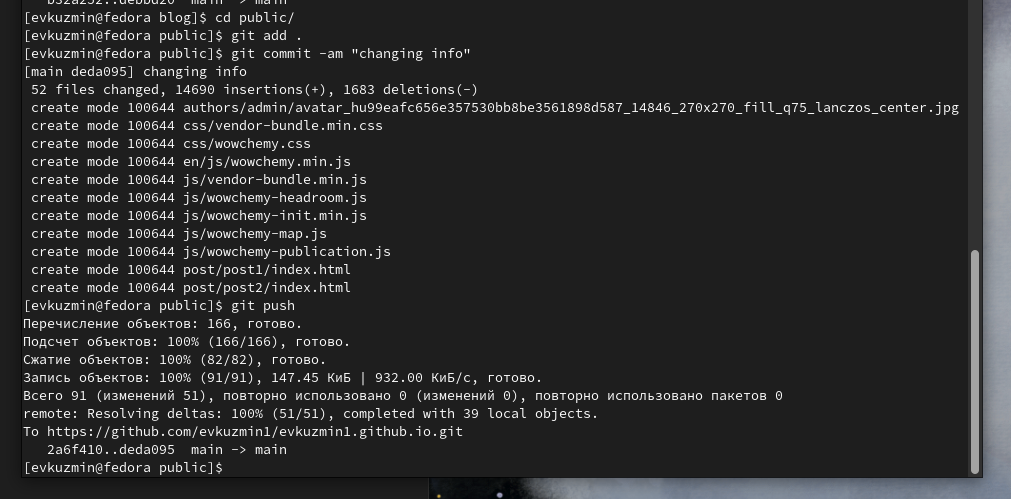 b32a252..debbd20  main -> main
[evkuzmin@fedora blog]$ cd public/
[evkuzmin@fedora public]$ git add .
[evkuzmin@fedora public]$ git commit -am "changing info"
[main deda095] changing info
 52 files changed, 14690 insertions(+), 1683 deletions(-)
 create mode 100644 authors/admin/avatar_hu99eafc656e357530bb8be3561898d587_14846_270x270_fill_q75_lanczos_center.jpg
 create mode 100644 css/vendor-bundle.min.css
 create mode 100644 css/wowchemy.css
 create mode 100644 en/js/wowchemy.min.js
 create mode 100644 js/vendor-bundle.min.js
 create mode 100644 js/wowchemy-headroom.js
 create mode 100644 js/wowchemy-init.min.js
 create mode 100644 js/wowchemy-map.js
 create mode 100644 js/wowchemy-publication.js
 create mode 100644 post/post1/index.html
 create mode 100644 post/post2/index.html
[evkuzmin@fedora public]$ git push
Перечисление объектов: 166, готово.
Подсчет объектов: 100% (166/166), готово.
Сжатие объектов: 100% (82/82), готово.
Запись объектов: 100% (91/91), 147.45 КиБ | 932.00 КиБ/с, готово.
Всего 91 (изменений 51), повторно использовано 0 (изменений 0), повторно использовано пакетов 0
remote: Resolving deltas: 100% (51/51), completed with 39 local objects.
To https://github.com/evkuzmin1/evkuzmin1.github.io.git
   2a6f410..deda095  main -> main
[evkuzmin@fedora public]$